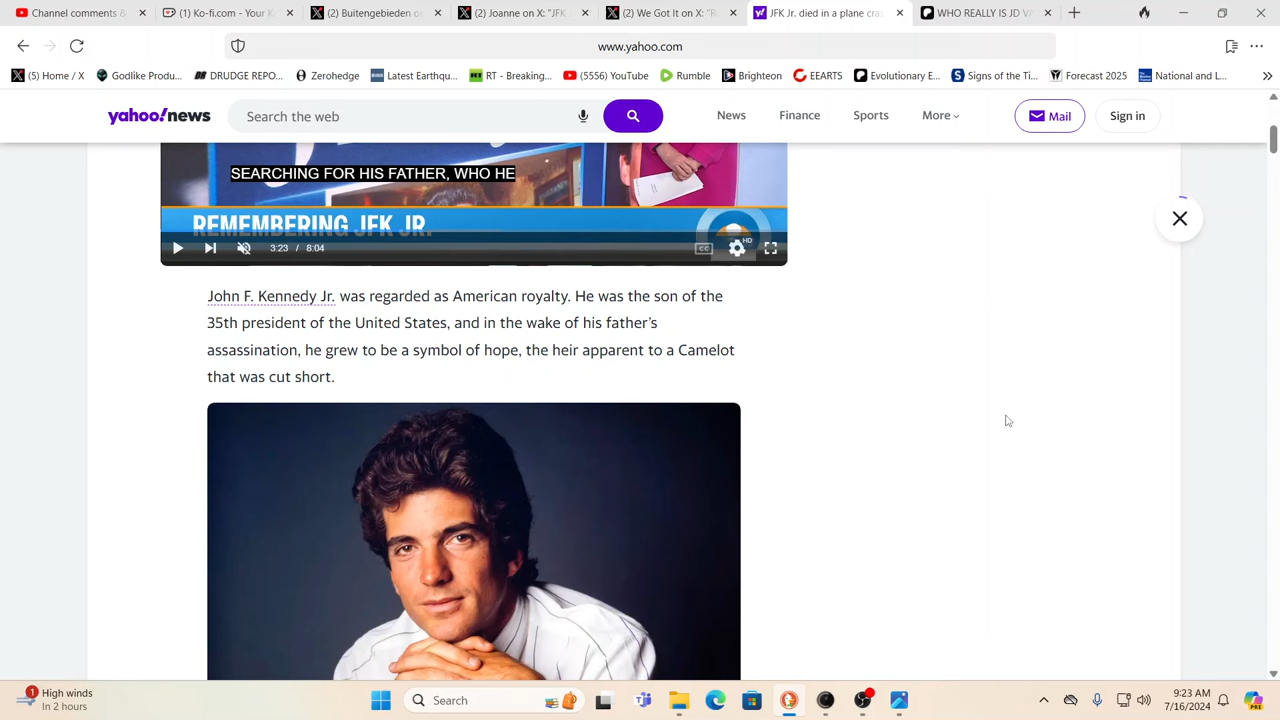 Channel comments &
(1) Ko-fi.com - Your K
(2) Buitengebieden o
(2) Joanne on X: "JFK
(2) We Got It on X: "R
JFK Jr. died in a plane cras
WHO REALLY IS JD VA
www.yahoo.com
(5) Home / X
Godlike Produ...
DRUDGE REPO...
Zerohedge
Latest Earthqu...
RT - Breaking...
(5556) YouTube
Rumble
Brighteon
EEARTS
Evolutionary E...
Signs of the Ti...
Forecast 2025
National and L...
yahoo!news
Search the web
News
Finance
Sports
More
Mail
Sign in
SEARCHING FOR HIS FATHER, WHO HE
REMEMBERING JFK JR.
3:23 / 8:04
CC
HD
John F. Kennedy Jr. was regarded as American royalty. He was the son of the
35th president of the United States, and in the wake of his father's
assassination, he grew to be a symbol of hope, the heir apparent to a Camelot
that was cut short.
1
High winds
In 2 hours
Search
9:23 AM
7/16/2024
PRE